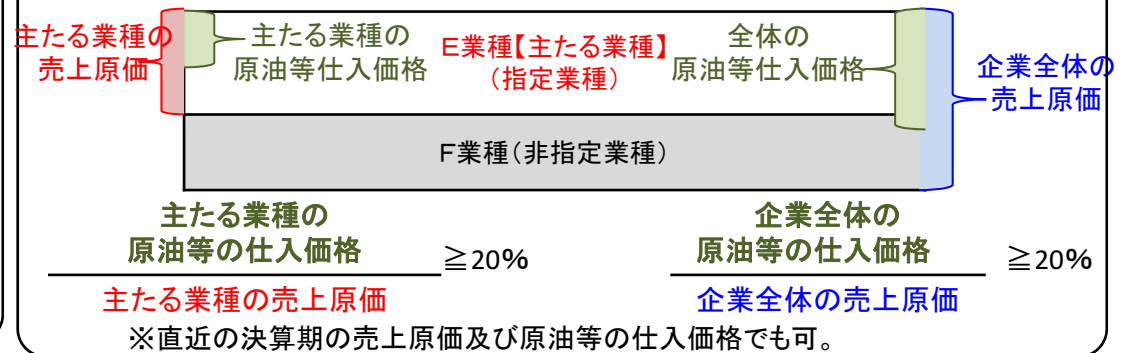 主たる業種の
売上原価
主たる業種の
原油等仕入価格
E業種【主たる業種】
(指定業種)
全体の
原油等仕入価格
企業全体の
売上原価
F業種(非指定業種)
主たる業種の
原油等の仕入価格
≧20%
主たる業種の売上原価
企業全体の
原油等の仕入価格
≧20%
企業全体の売上原価
※直近の決算期の売上原価及び原油等の仕入価格でも可。